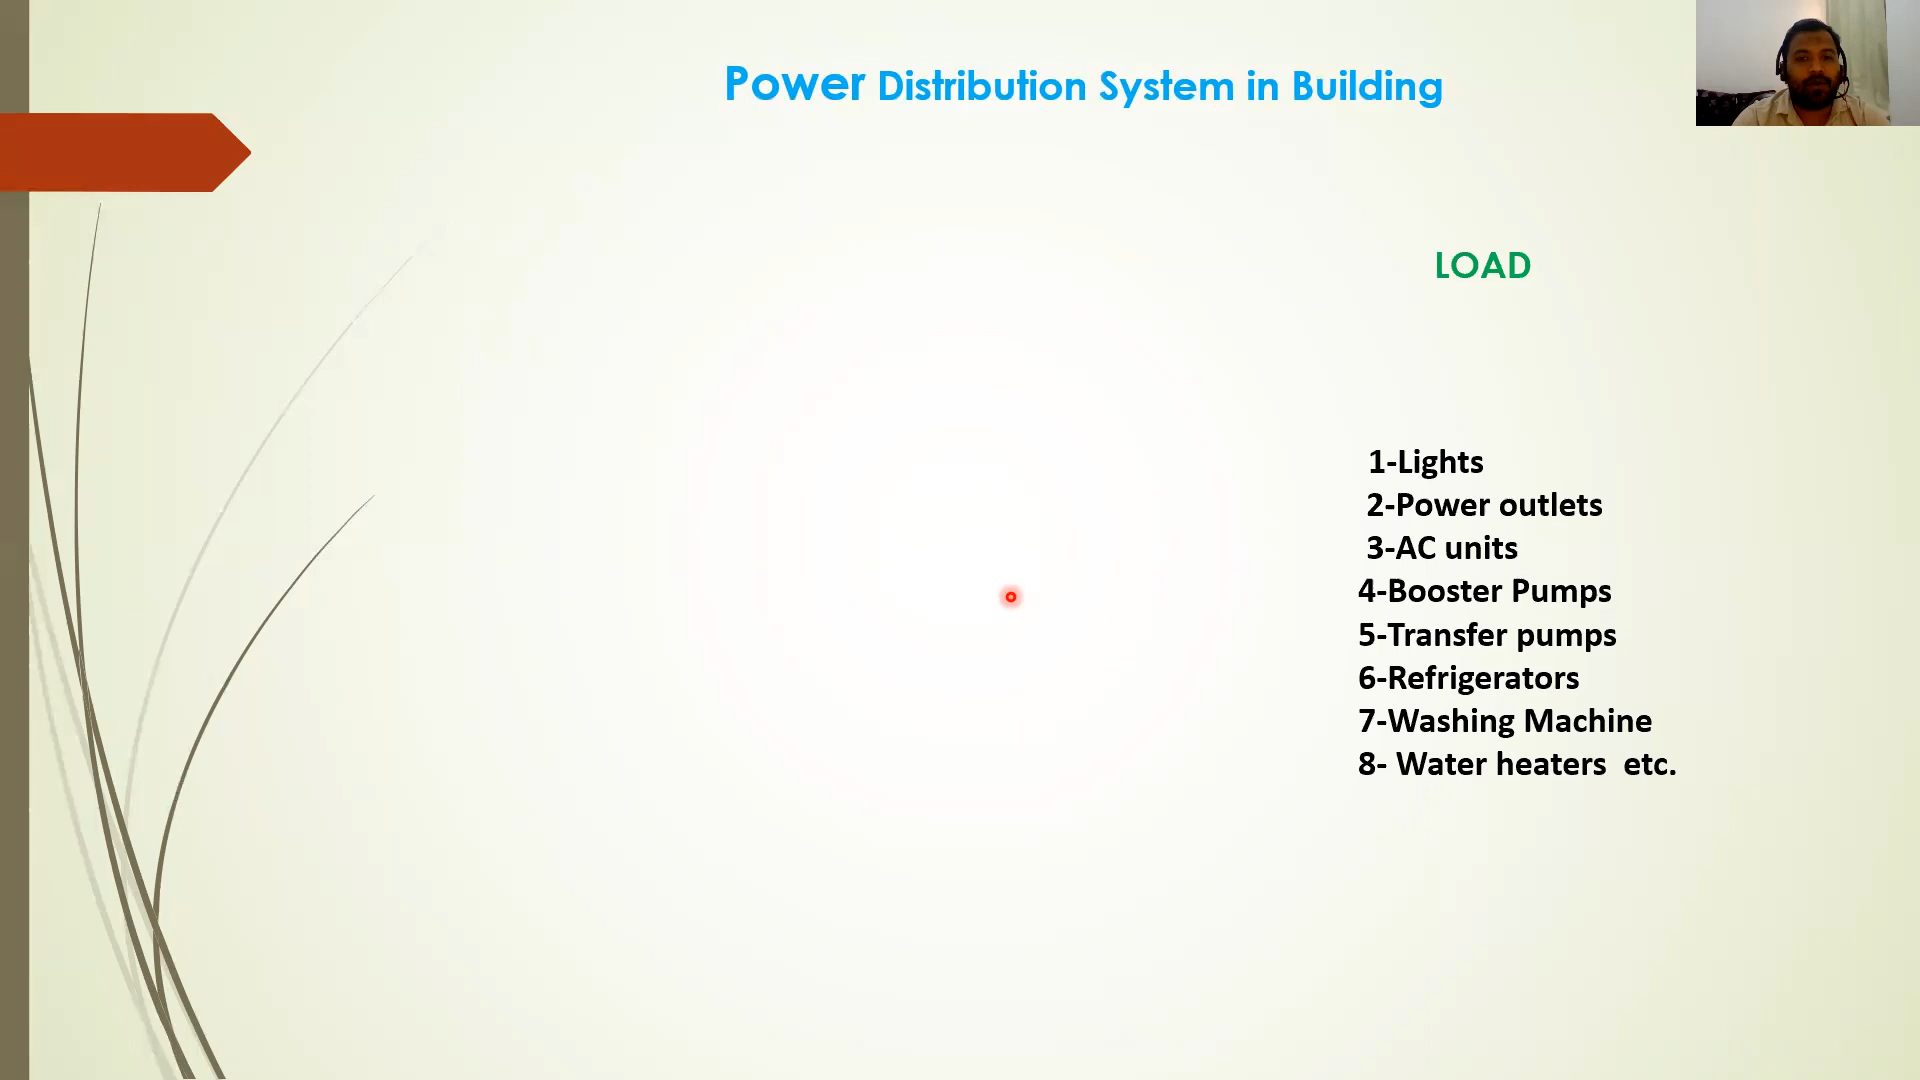 Power Distribution System in Building
LOAD
1-Lights
2-Power outlets
3-AC units
4-Booster Pumps
5-Transfer pumps
6-Refrigerators
7-Washing Machine
8- Water heaters  etc.